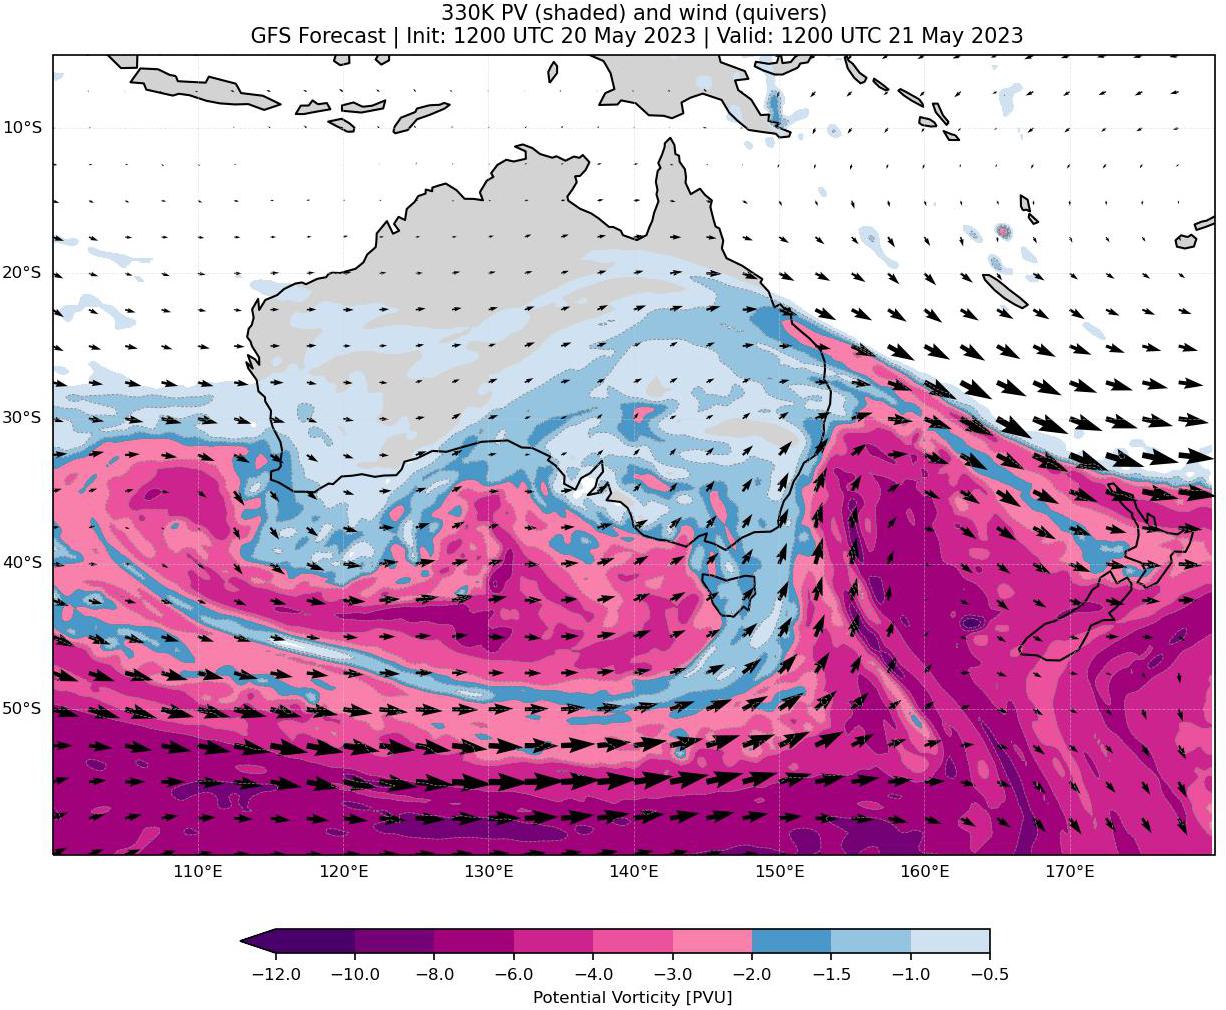 330K PV (shaded) and wind (quivers)
GFS Forecast | Init: 1200 UTC 20 May 2023 | Valid: 1200 UTC 21 May 2023
10°S
20°S
30°S
40°S
50°S
110°E 120°E 130°E 140°E 150°E 160°E 170°E
−12.0 −10.0 −8.0 −6.0 −4.0 −3.0 −2.0 −1.5 −1.0 −0.5
Potential Vorticity [PVU]